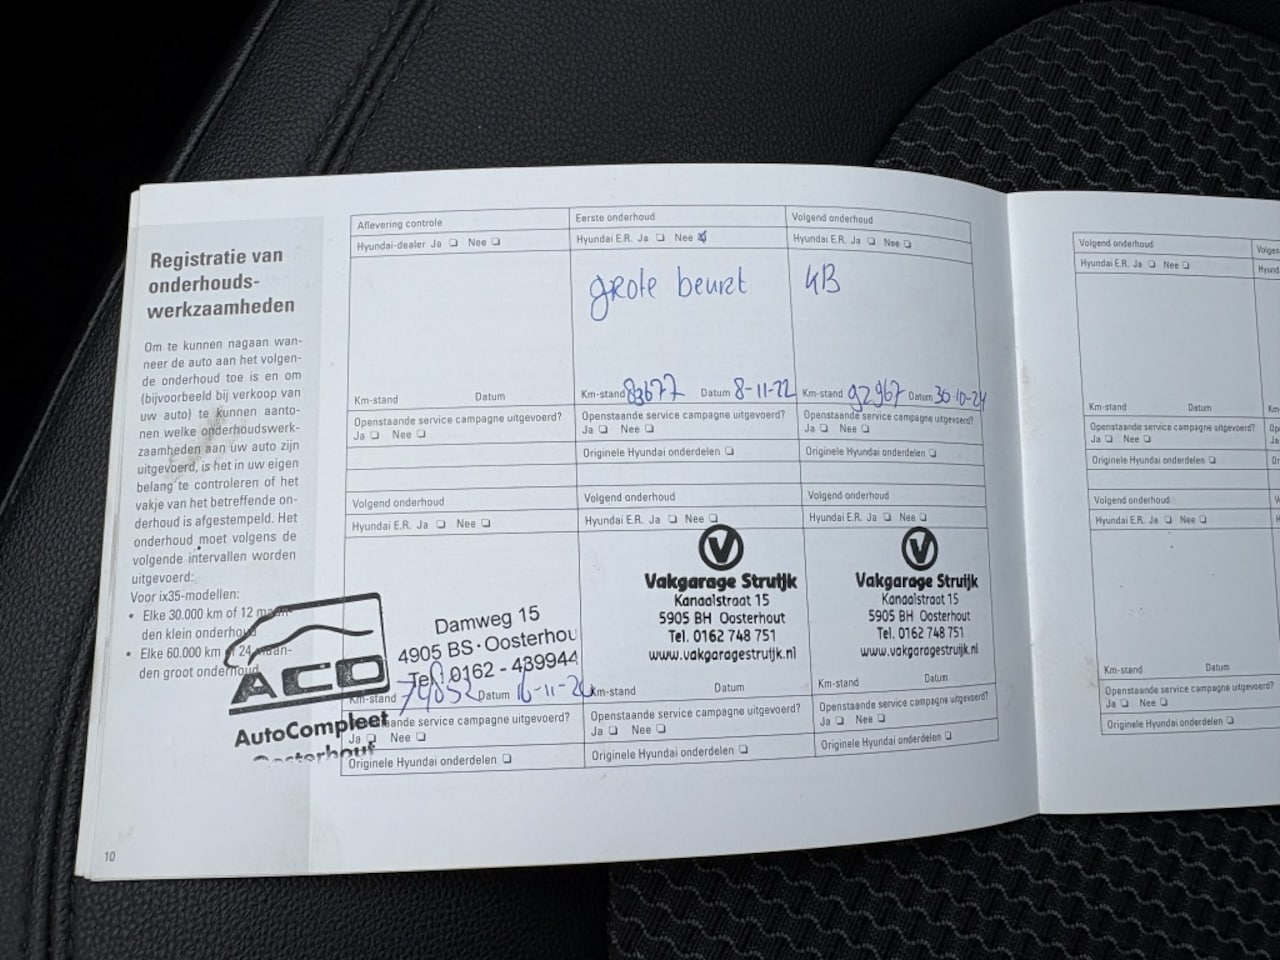 Registratie van
onderhouds-
werkzaamheden
Om te kunnen nagaan wan-
neer de auto aan het volgen-
de onderhoud toe is en om
(bijvoorbeeld bij verkoop van
uw auto) te kunnen aanto-
nen welke onderhoudswerk-
zaamheden aan uw auto zijn
uitgevoerd, is het in uw eigen
belang te controleren of het
vakje van het betreffende on-
derhoud is afgestempeld. Het
onderhoud moet volgens de
volgende intervallen worden
uitgevoerd:
Voor ix35-modellen:
• Elke 30.000 km of 12 maan-
den klein onderhoud
• Elke 60.000 km of 24 maan-
den groot onderhoud
10
Aflevering controle
Hyundai-dealer Ja ❏ Nee ❏
Km-stand Datum
Openstaande service campagne uitgevoerd?
Ja ❏ Nee ❏
Eerste onderhoud
Hyundai E.R. Ja ❏ Nee ❏
grote beurt
Km-stand 83677 Datum 8-11-22
Openstaande service campagne uitgevoerd?
Ja ❏ Nee ❏
Originele Hyundai onderdelen ❏
Volgend onderhoud
Hyundai E.R. Ja ❏ Nee ❏
KB
Km-stand 92967 Datum 30-10-24
Openstaande service campagne uitgevoerd?
Ja ❏ Nee ❏
Originele Hyundai onderdelen ❏
Volgend onderhoud
Hyundai E.R. Ja ❏ Nee ❏
ACO
AutoCompleet
Oosterhout
Damweg 15
4905 BS · Oosterhou
Tel. 0162 - 439944
Km-stand Datum
Openstaande service campagne uitgevoerd?
Ja ❏ Nee ❏
Originele Hyundai onderdelen ❏
Volgend onderhoud
Hyundai E.R. Ja ❏ Nee ❏
V
Vakgarage Struijk
Kanaalstraat 15
5905 BH Oosterhout
Tel. 0162 748 751
www.vakgaragestruijk.nl
Km-stand Datum
Openstaande service campagne uitgevoerd?
Ja ❏ Nee ❏
Originele Hyundai onderdelen ❏
Volgend onderhoud
Hyundai E.R. Ja ❏ Nee ❏
V
Vakgarage Struijk
Kanaalstraat 15
5905 BH Oosterhout
Tel. 0162 748 751
www.vakgaragestruijk.nl
Km-stand Datum
Openstaande service campagne uitgevoerd?
Ja ❏ Nee ❏
Originele Hyundai onderdelen ❏
Volgend onderhoud
Hyundai E.R. Ja ❏ Nee ❏
Km-stand Datum
Openstaande service campagne uitgevoerd?
Ja ❏ Nee ❏
Originele Hyundai onderdelen ❏
Volgend onderhoud
Hyundai E.R. Ja ❏ Nee ❏
Km-stand Datum
Openstaande service campagne uitgevoerd?
Ja ❏ Nee ❏
Originele Hyundai onderdelen ❏